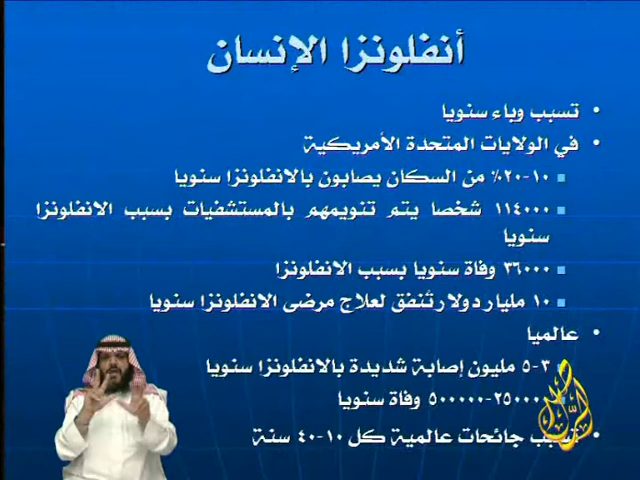 أنفلونزا الإنسان
• تسبب وباء سنويا
• في الولايات المتحدة الأمريكية
١٠-٢٠٪ من السكان يصابون بالانفلونزا سنويا
١١٤٠٠٠ شخصا يتم تنويمهم بالمستشفيات بسبب الانفلونزا
سنويا
٣٦٠٠٠ وفاة سنويا بسبب الانفلونزا
١٠ مليار دولار تُنفق لعلاج مرضى الانفلونزا سنويا
• عالميا
٣-٥ مليون إصابة شديدة بالانفلونزا سنويا
٢٥٠٠٠٠-٥٠٠٠٠٠ وفاة سنويا
• تسبب جائحات عالمية كل ١٠-٤٠ سنة